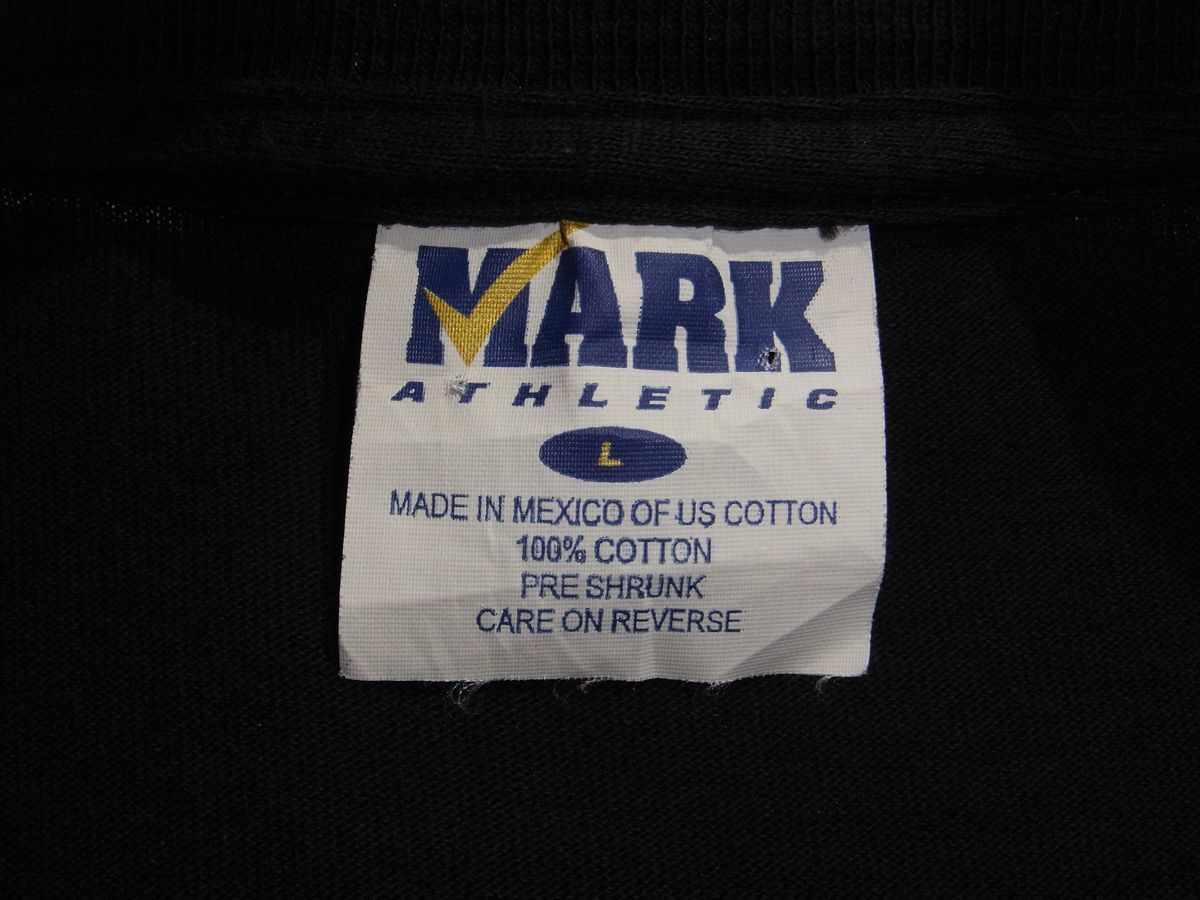 MARK
ATHLETIC
L
MADE IN MEXICO OF US COTTON
100% COTTON
PRE SHRUNK
CARE ON REVERSE